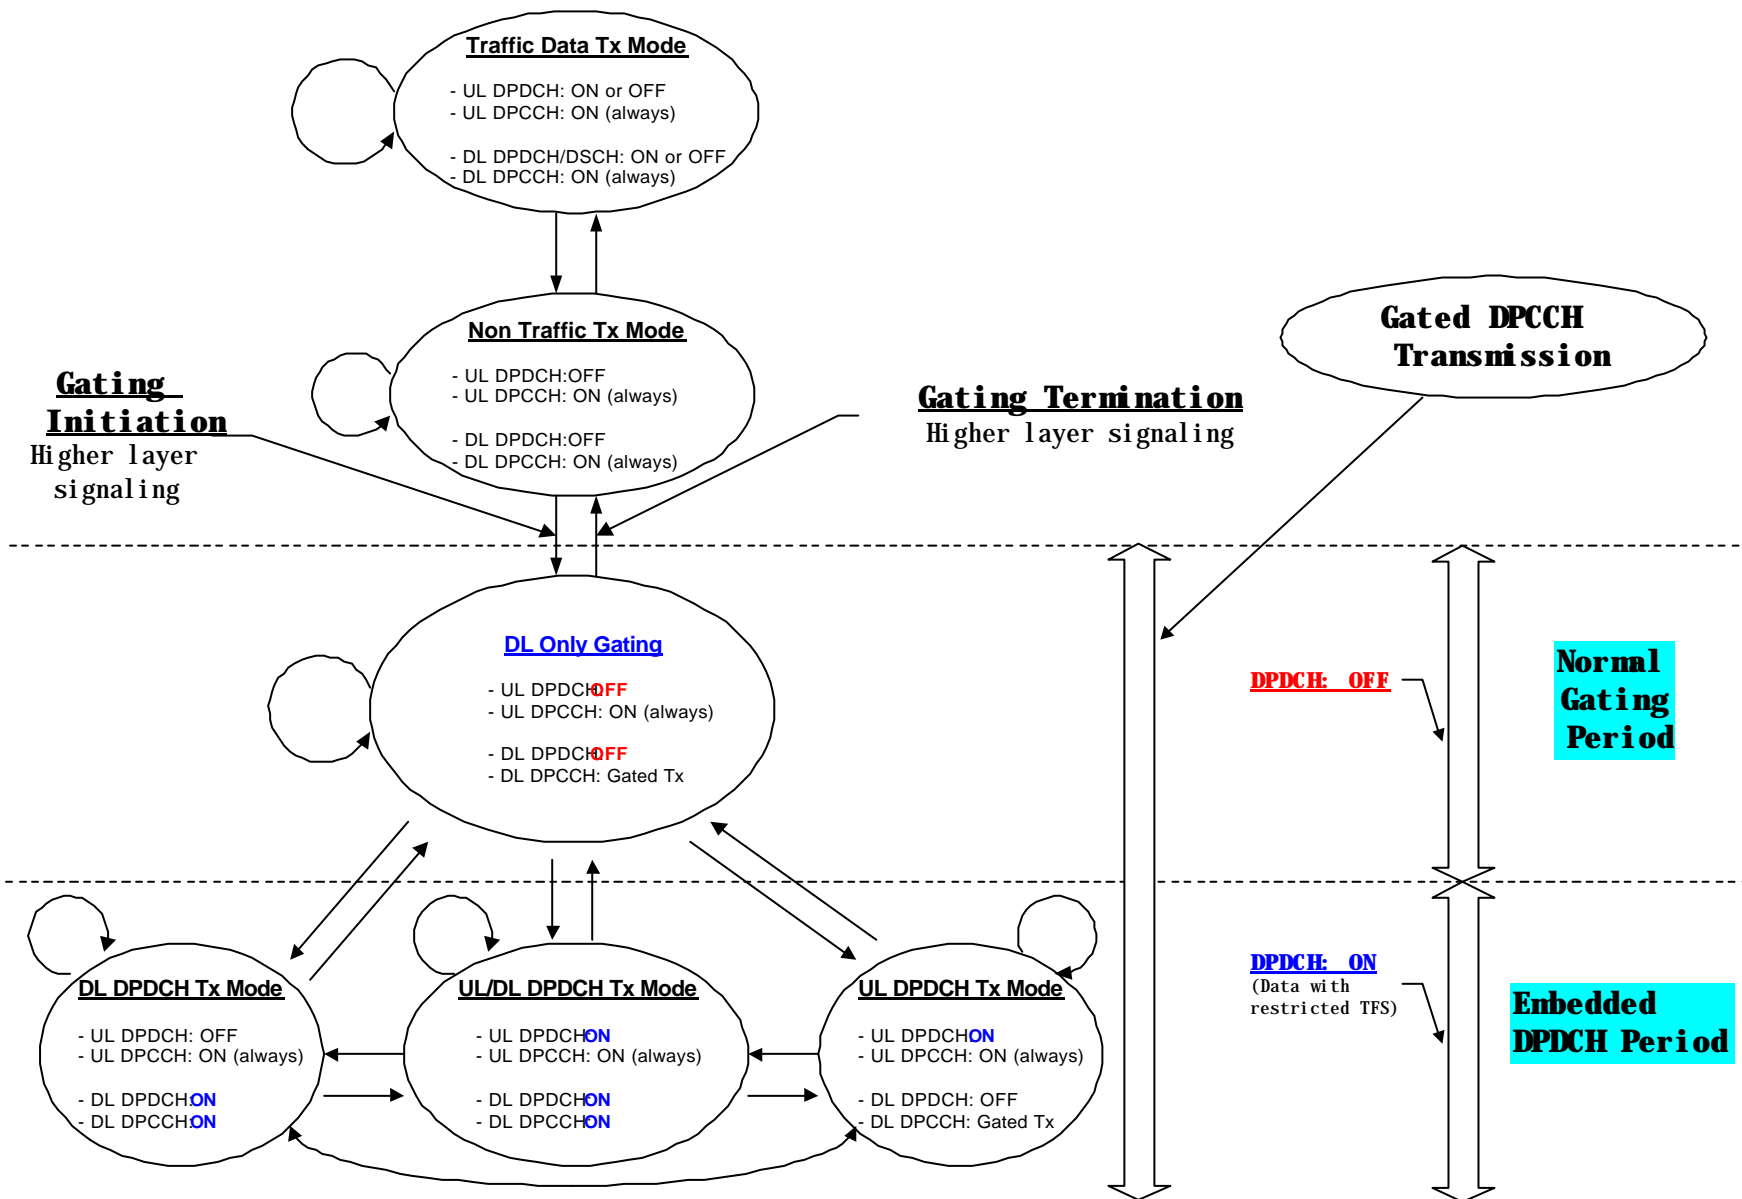 Traffic Data Tx Mode
- UL DPDCH: ON or OFF
- UL DPCCH: ON (always)
- DL DPDCH/DSCH: ON or OFF
- DL DPCCH: ON (always)
Non Traffic Tx Mode
- UL DPDCH:OFF
- UL DPCCH: ON (always)
- DL DPDCH:OFF
- DL DPCCH: ON (always)
Gating
Initiation
Higher layer
signaling
Gating Termination
Higher layer signaling
Gated DPCCH
Transmission
DL Only Gating
- UL DPDCH:OFF
- UL DPCCH: ON (always)
- DL DPDCH:OFF
- DL DPCCH: Gated Tx
DPDCH: OFF
Normal
Gating
Period
DL DPDCH Tx Mode
- UL DPDCH: OFF
- UL DPCCH: ON (always)
- DL DPDCH:ON
- DL DPCCH:ON
UL/DL DPDCH Tx Mode
- UL DPDCH:ON
- UL DPCCH: ON (always)
- DL DPDCH:ON
- DL DPCCH:ON
UL DPDCH Tx Mode
- UL DPDCH:ON
- UL DPCCH: ON (always)
- DL DPDCH: OFF
- DL DPCCH: Gated Tx
DPDCH: ON
(Data with
restricted TFS)
Embedded
DPDCH Period